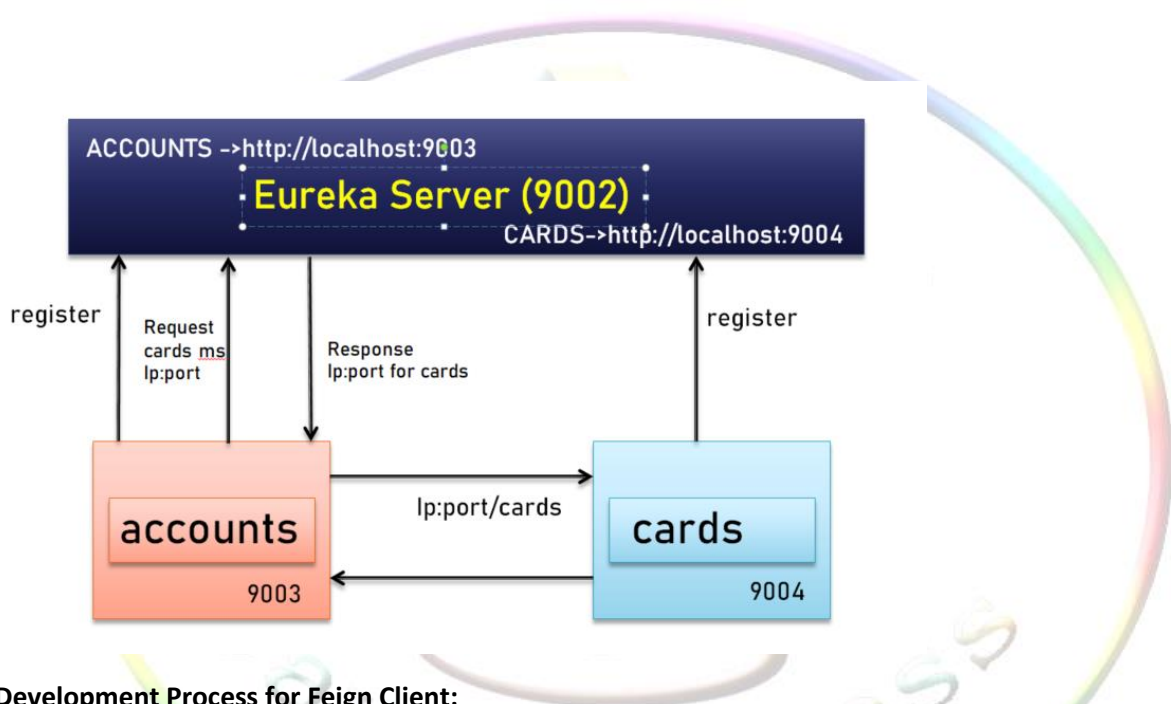 ACCOUNTS ->http://localhost:9003
Eureka Server (9002)
CARDS->http://localhost:9004
register
Request
cards ms
Ip:port
Response
Ip:port for cards
register
accounts
9003
Ip:port/cards
cards
9004
Development Process for Feign Client: